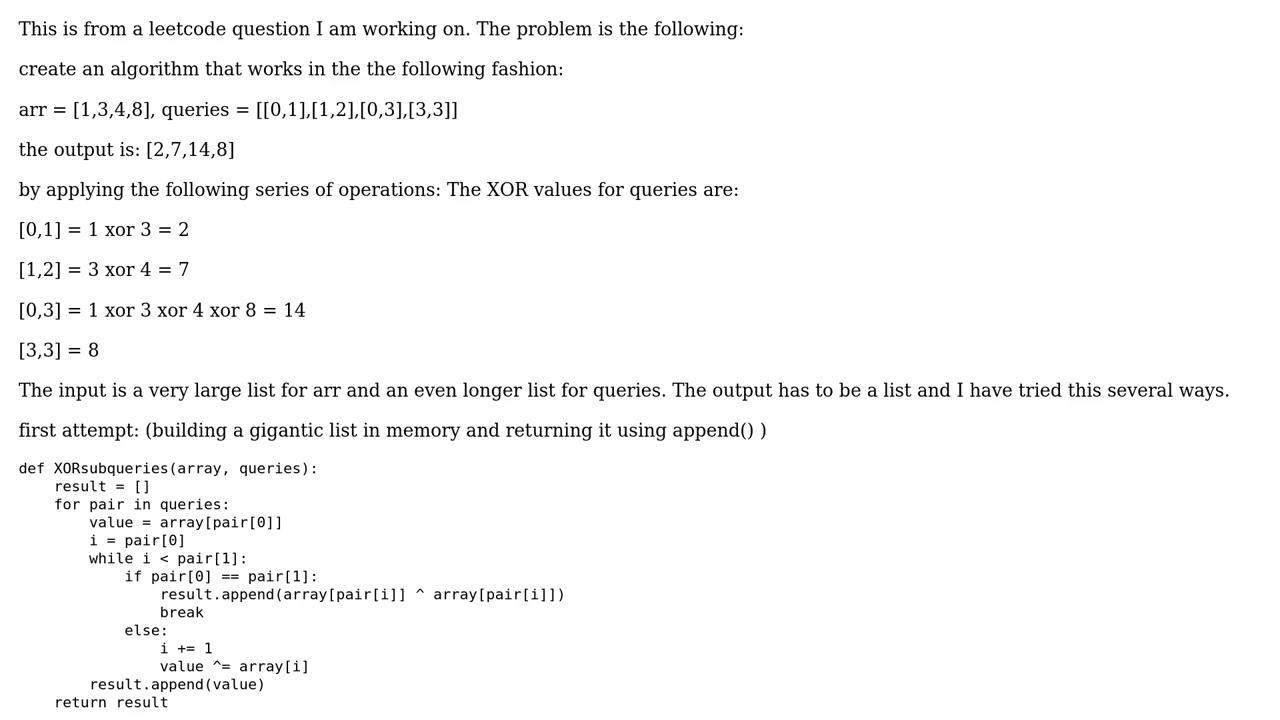 This is from a leetcode question I am working on. The problem is the following:
create an algorithm that works in the the following fashion:
arr = [1,3,4,8], queries = [[0,1],[1,2],[0,3],[3,3]]
the output is: [2,7,14,8]
by applying the following series of operations: The XOR values for queries are:
[0,1] = 1 xor 3 = 2
[1,2] = 3 xor 4 = 7
[0,3] = 1 xor 3 xor 4 xor 8 = 14
[3,3] = 8
The input is a very large list for arr and an even longer list for queries. The output has to be a list and I have tried this several ways.
first attempt: (building a gigantic list in memory and returning it using append() )
def XORsubqueries(array, queries):
    result = []
    for pair in queries:
        value = array[pair[0]]
        i = pair[0]
        while i < pair[1]:
            if pair[0] == pair[1]:
                result.append(array[pair[i]] ^ array[pair[i]])
                break
            else:
                i += 1
                value ^= array[i]
        result.append(value)
    return result